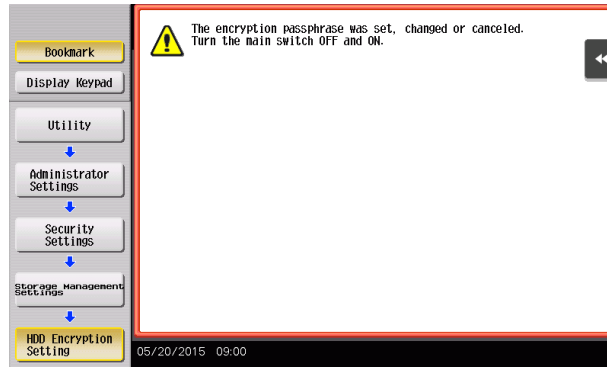 The encryption passphrase was set, changed or canceled.
Turn the main switch OFF and ON.
Bookmark
Display Keypad
Utility
Administrator
Settings
Security
Settings
Storage Management
Settings
HDD Encryption
Setting
05/20/2015 09:00